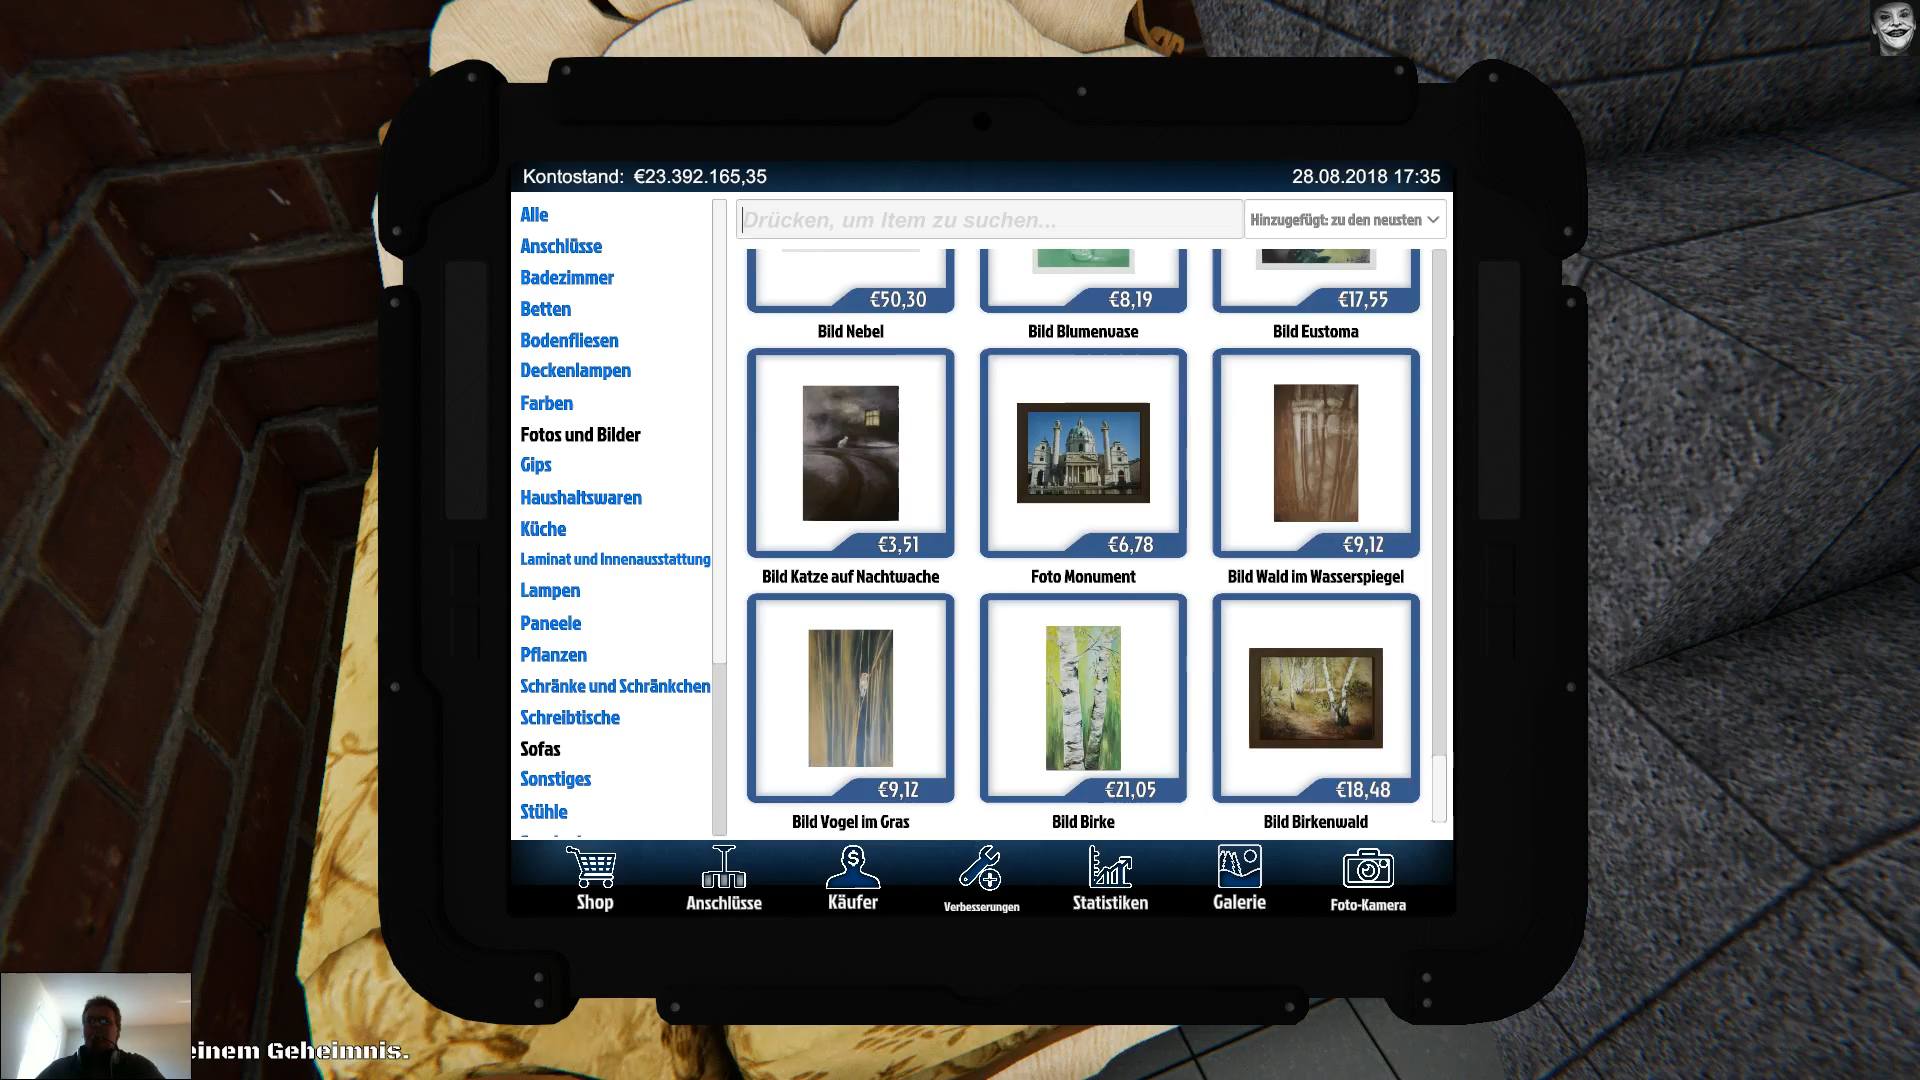 Kontostand: €23.392.165,35
28.08.2018 17:35
Alle
Anschlüsse
Badezimmer
Betten
Bodenfliesen
Deckenlampen
Farben
Fotos und Bilder
Gips
Haushaltswaren
Küche
Laminat und Innenausstattung
Lampen
Paneele
Pflanzen
Schränke und Schränkchen
Schreibtische
Sofas
Sonstiges
Stühle
Drücken, um Item zu suchen...
Hinzugefügt: zu den neusten
€50,30
€8,19
€17,55
Bild Nebel
Bild Blumenvase
Bild Eustoma
€3,51
€6,78
€9,12
Bild Katze auf Nachtwache
Foto Monument
Bild Wald im Wasserspiegel
€9,12
€21,05
€18,48
Bild Vogel im Gras
Bild Birke
Bild Birkenwald
Shop
Anschlüsse
Käufer
Verbesserungen
Statistiken
Galerie
Foto-Kamera
einem Geheimnis.